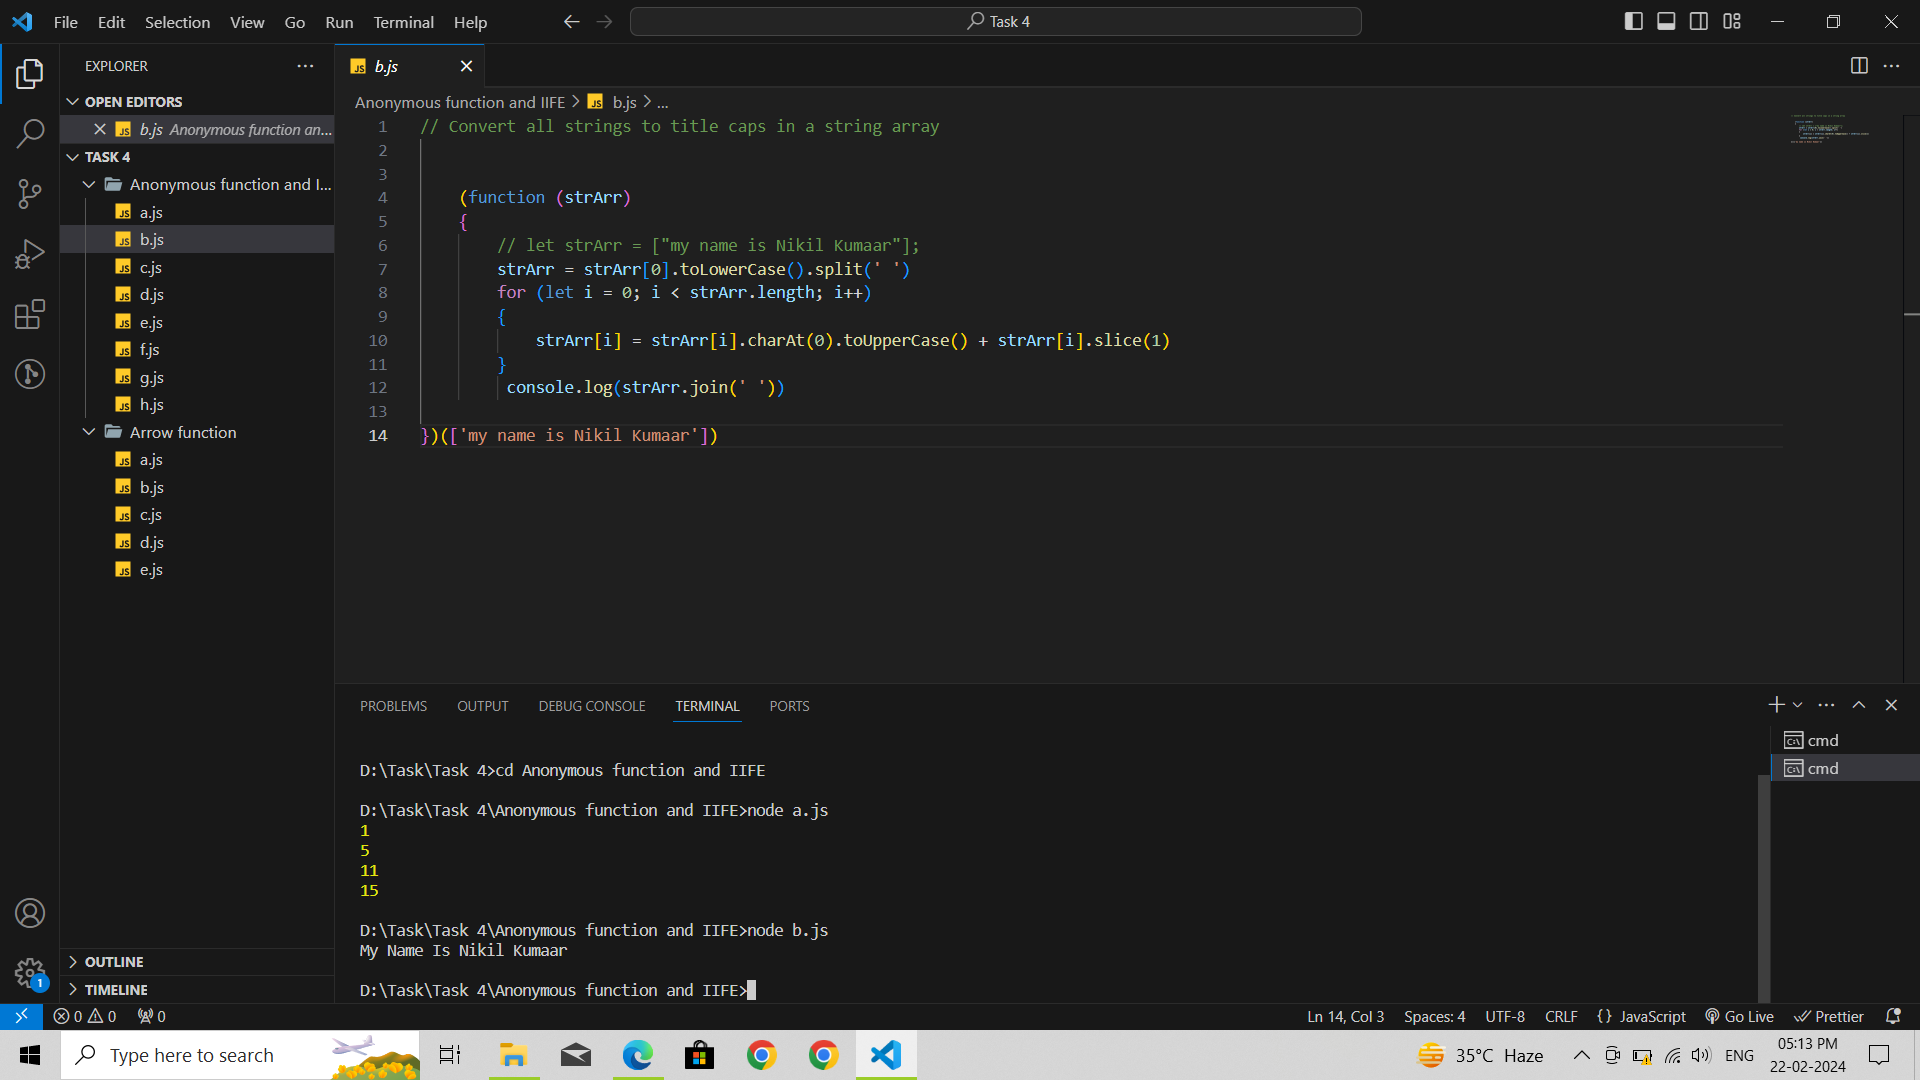 File Edit Selection View Go Run Terminal Help
Task 4
EXPLORER
OPEN EDITORS
b.js Anonymous function an...
TASK 4
Anonymous function and I...
a.js
b.js
c.js
d.js
e.js
f.js
g.js
h.js
Arrow function
a.js
b.js
c.js
d.js
e.js
OUTLINE
TIMELINE
b.js
Anonymous function and IIFE > b.js > ...
1 // Convert all strings to title caps in a string array
2
3
4 (function (strArr)
5 {
6 // let strArr = ["my name is Nikil Kumaar"];
7 strArr = strArr[0].toLowerCase().split(' ')
8 for (let i = 0; i < strArr.length; i++)
9 {
10 strArr[i] = strArr[i].charAt(0).toUpperCase() + strArr[i].slice(1)
11 }
12 console.log(strArr.join(' '))
13
14 })(['my name is Nikil Kumaar'])
PROBLEMS OUTPUT DEBUG CONSOLE TERMINAL PORTS
cmd
cmd
D:\Task\Task 4>cd Anonymous function and IIFE
D:\Task\Task 4\Anonymous function and IIFE>node a.js
1
5
11
15
D:\Task\Task 4\Anonymous function and IIFE>node b.js
My Name Is Nikil Kumaar
D:\Task\Task 4\Anonymous function and IIFE>
1
0 0 0
Ln 14, Col 3 Spaces: 4 UTF-8 CRLF {} JavaScript Go Live Prettier
Type here to search
35°C Haze
ENG
05:13 PM
22-02-2024